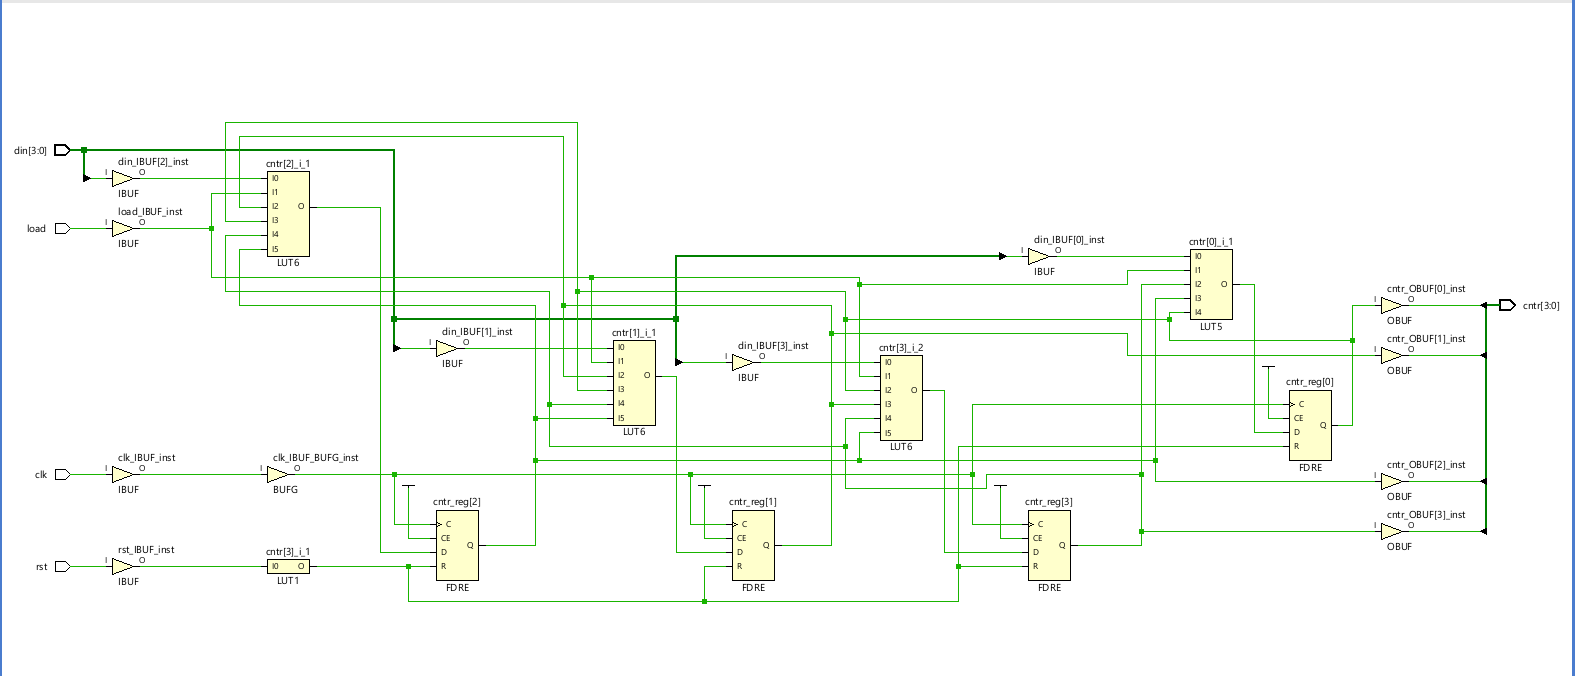 din[3:0]
din_IBUF[2]_inst
I
O
IBUF
load
load_IBUF_inst
I
O
IBUF
cntr[2]_i_1
I0
I1
I2
I3
I4
I5
O
LUT6
din_IBUF[1]_inst
I
O
IBUF
cntr[1]_i_1
I0
I1
I2
I3
I4
I5
O
LUT6
din_IBUF[3]_inst
I
O
IBUF
cntr[3]_i_2
I0
I1
I2
I3
I4
I5
O
LUT6
din_IBUF[0]_inst
I
O
IBUF
cntr[0]_i_1
I0
I1
I2
I3
I4
O
LUT5
cntr_reg[0]
C
CE
D
R
Q
FDRE
cntr_OBUF[0]_inst
I
O
OBUF
cntr[3:0]
cntr_OBUF[1]_inst
I
O
OBUF
cntr_OBUF[2]_inst
I
O
OBUF
cntr_OBUF[3]_inst
I
O
OBUF
clk
clk_IBUF_inst
I
O
IBUF
clk_IBUF_BUFG_inst
I
O
BUFG
rst
rst_IBUF_inst
I
O
IBUF
cntr[3]_i_1
I0
O
LUT1
cntr_reg[2]
C
CE
D
R
Q
FDRE
cntr_reg[1]
C
CE
D
R
Q
FDRE
cntr_reg[3]
C
CE
D
R
Q
FDRE